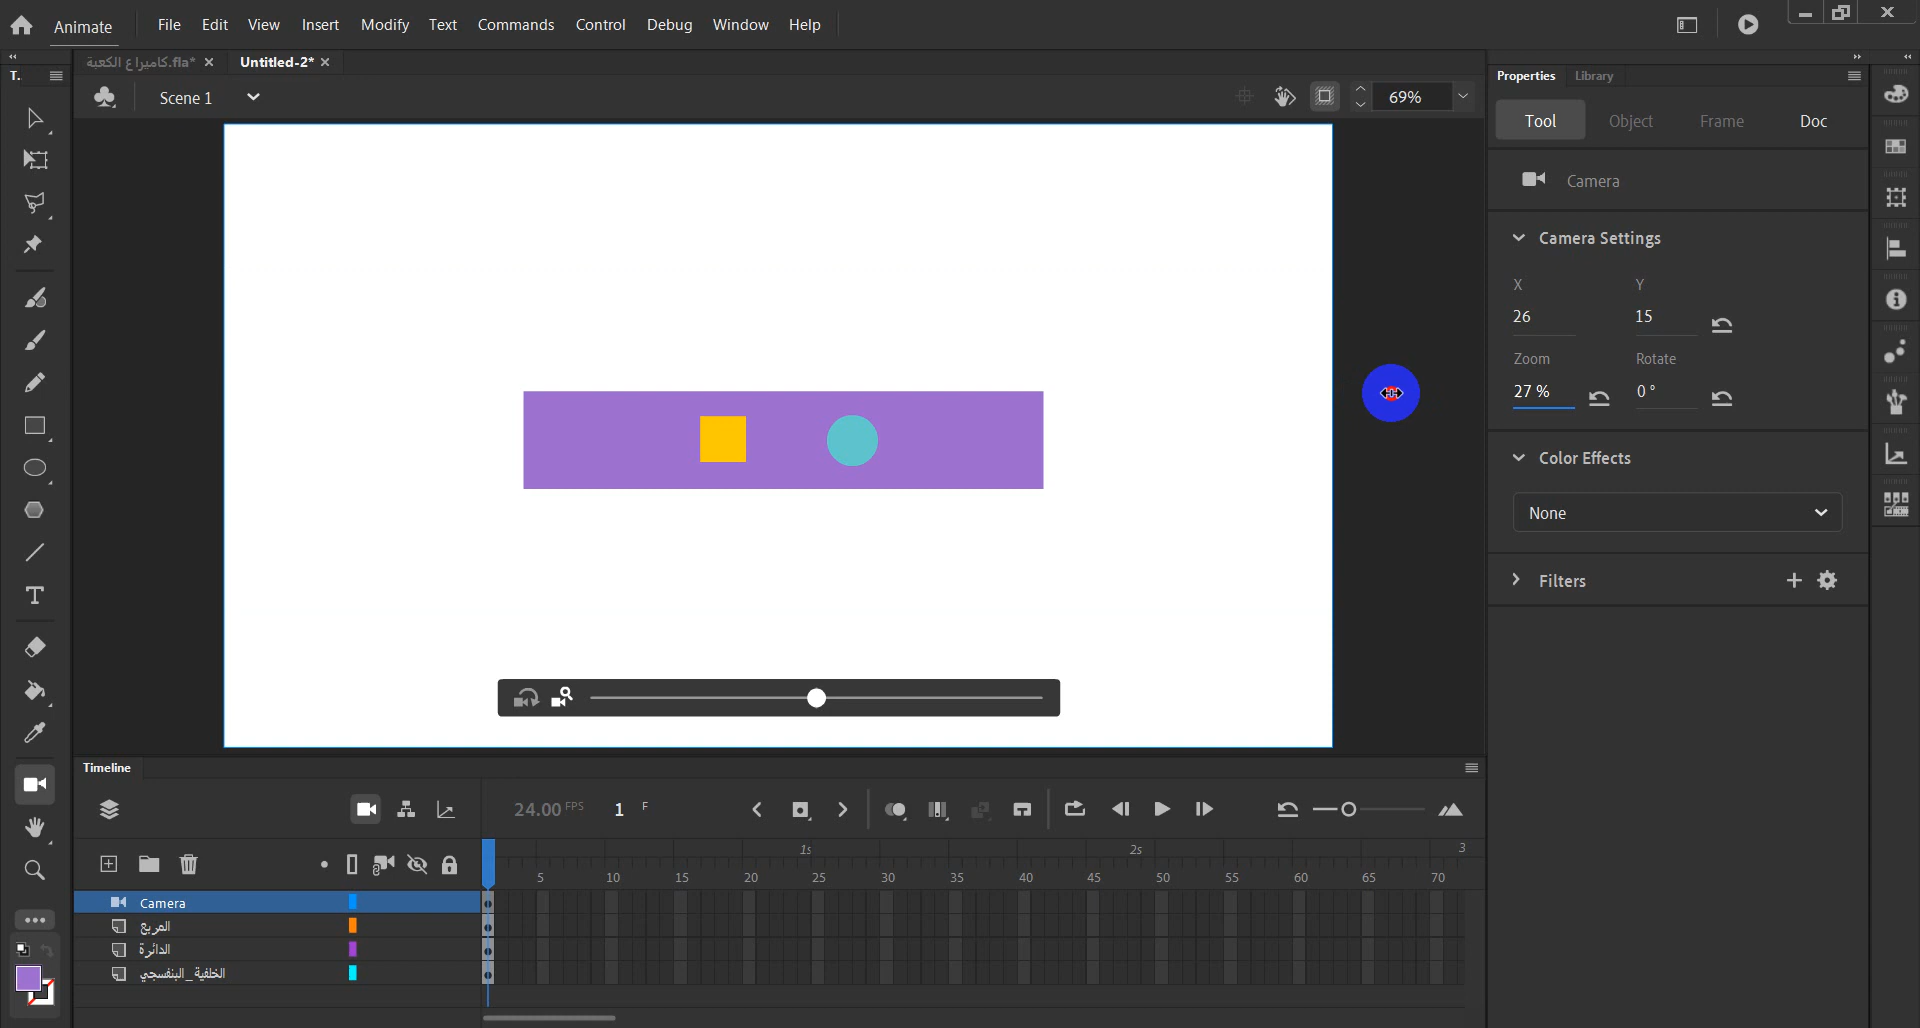 Animate File Edit View Insert Modify Text Commands Control Debug Window Help
كاميرا ع الكعبة.fla* Untitled-2*
T.
Scene 1 69%
Properties Library
Tool Object Frame Doc
Camera
Camera Settings
X Y
26 15
Zoom Rotate
27 % 0 °
Color Effects
None
Filters
Timeline
24.00 FPS 1 F
1s 2s 3
5 10 15 20 25 30 35 40 45 50 55 60 65 70
Camera
المربع
الدائرة
الخلفية_البنفسجي